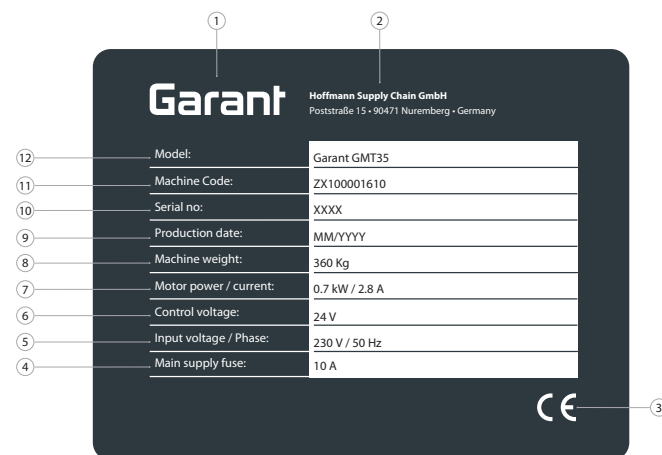 1 2
Garant Hoffmann Supply Chain GmbH
Poststraße 15 • 90471 Nuremberg • Germany
12 Model: Garant GMT35
11 Machine Code: ZX100001610
10 Serial no: XXXX
9 Production date: MM/YYYY
8 Machine weight: 360 Kg
7 Motor power / current: 0.7 kW / 2.8 A
6 Control voltage: 24 V
5 Input voltage / Phase: 230 V / 50 Hz
4 Main supply fuse: 10 A
CE 3